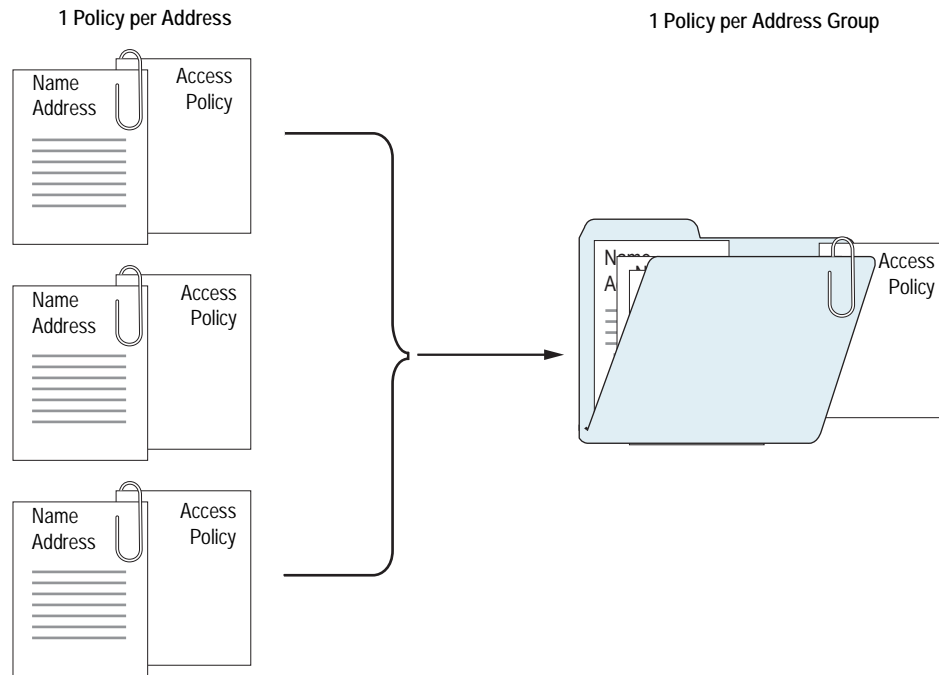 1 Policy per Address
1 Policy per Address Group
Name
Address
Access
Policy
Name
Address
Access
Policy
Name
Address
Access
Policy
Access
Policy